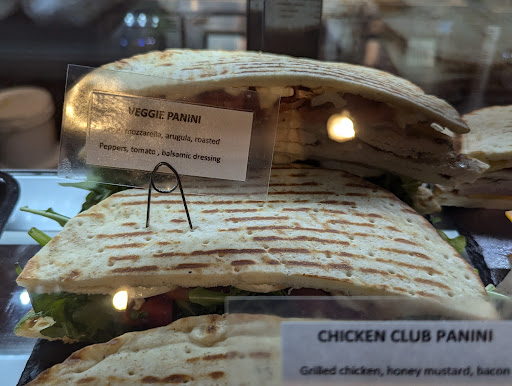 VEGGIE PANINI
mozzarella, arugula, roasted
Peppers, tomato , balsamic dressing
CHICKEN CLUB PANINI
Grilled chicken, honey mustard, bacon